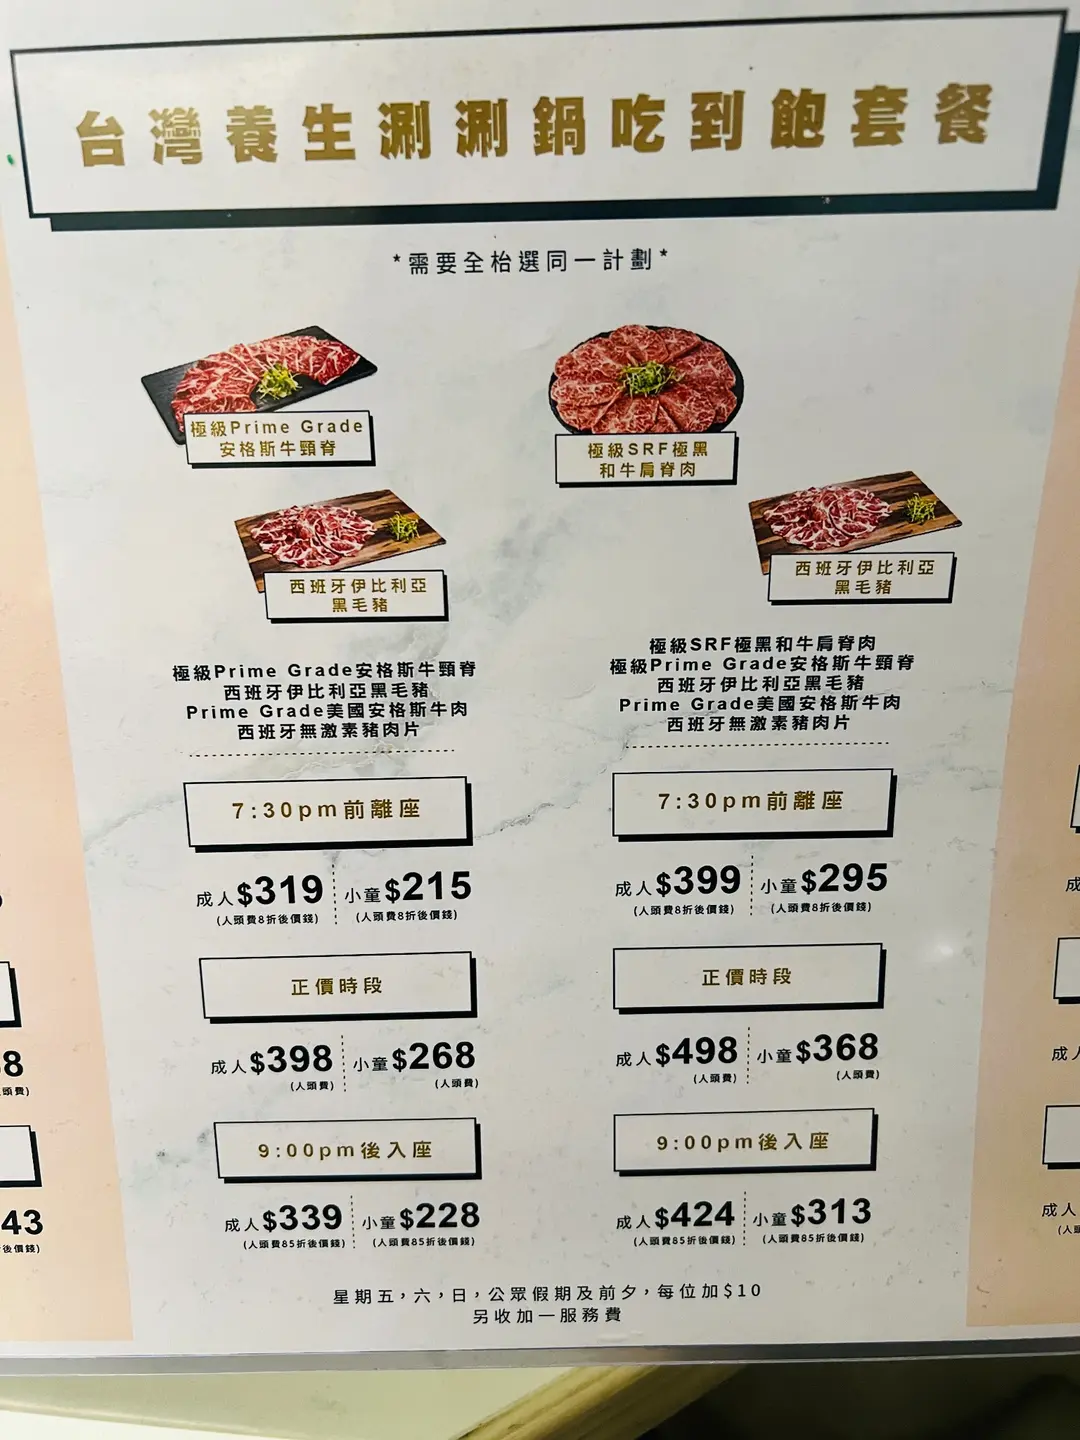 台灣養生涮涮鍋吃到飽套餐
*需要全枱選同一計劃*
極級Prime Grade
安格斯牛頸脊
西班牙伊比利亞
黑毛豬
極級Prime Grade安格斯牛頸脊
西班牙伊比利亞黑毛豬
Prime Grade美國安格斯牛肉
西班牙無激素豬肉片
7:30pm前離座
成人$319 小童$215
(人頭費8折後價錢) (人頭費8折後價錢)
正價時段
成人$398 小童$268
(人頭費) (人頭費)
9:00pm後入座
成人$339 小童$228
(人頭費85折後價錢) (人頭費85折後價錢)
極級SRF極黑
和牛肩脊肉
西班牙伊比利亞
黑毛豬
極級SRF極黑和牛肩脊肉
極級Prime Grade安格斯牛頸脊
西班牙伊比利亞黑毛豬
Prime Grade美國安格斯牛肉
西班牙無激素豬肉片
7:30pm前離座
成人$399 小童$295
(人頭費8折後價錢) (人頭費8折後價錢)
正價時段
成人$498 小童$368
(人頭費) (人頭費)
9:00pm後入座
成人$424 小童$313
(人頭費85折後價錢) (人頭費85折後價錢)
星期五，六，日，公眾假期及前夕，每位加$10
另收加一服務費
8
頭費)
43
後價錢)
成
成人
成人
(人頭